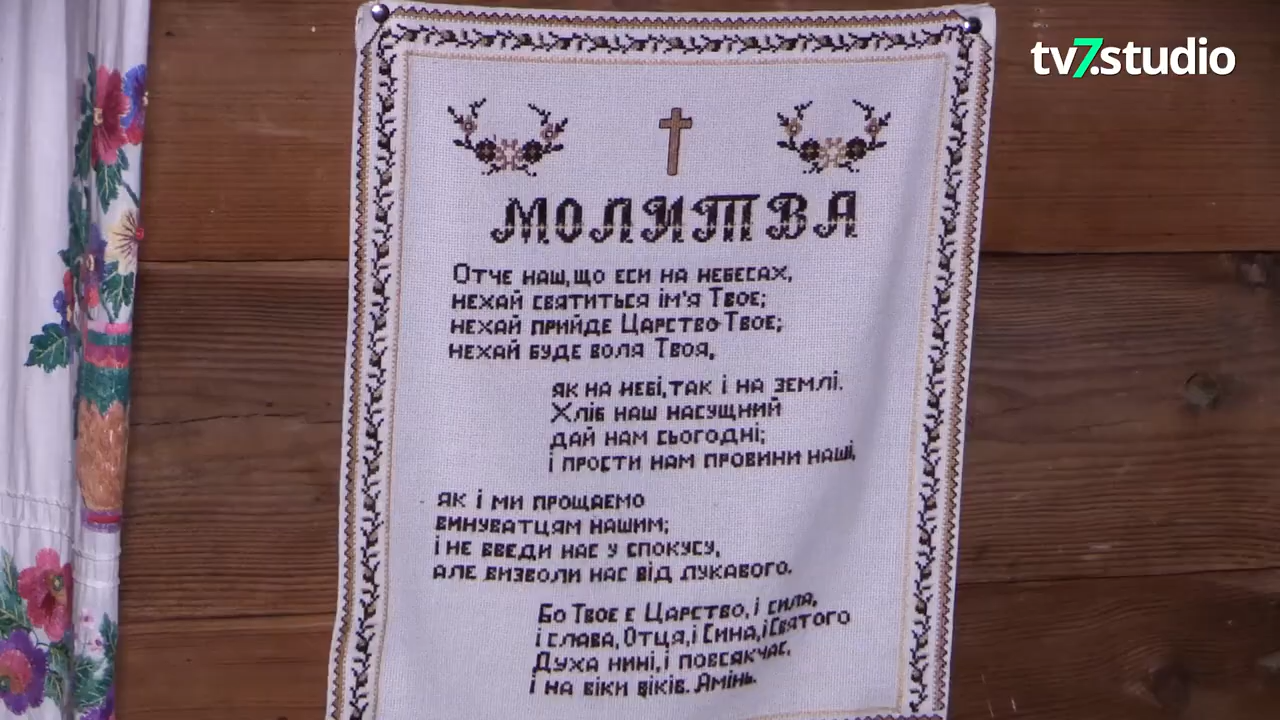 tv7.studio
МОЛИТВА
Отче наш, що еси на небесах,
нехай святиться ім'я Твоє;
нехай прийде Царство Твоє;
нехай буде воля Твоя,
як на небі, так і на землі.
Хліб наш насущний
дай нам сьогодні;
і прости нам провини наші,
як і ми прощаємо
винуватцям нашим;
і не введи нас у спокусу,
але визволи нас від лукавого.
Бо Твоє є Царство, і сила,
і слава, Отця, і Сина, і Святого
Духа нині, і повсякчас,
і на віки віків. Амінь.